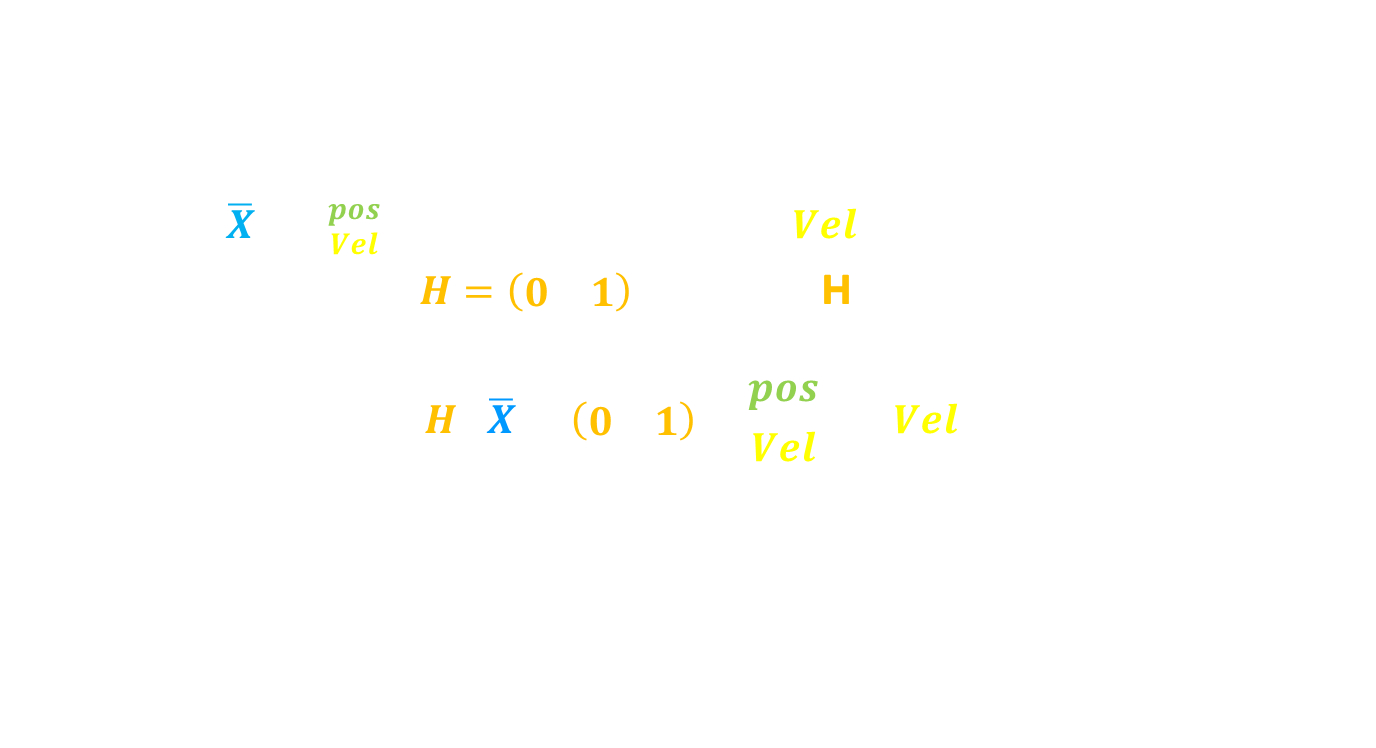 X̅ pos Vel
Vel
H = (0 1) H
H X̅ (0 1) pos Vel
Vel